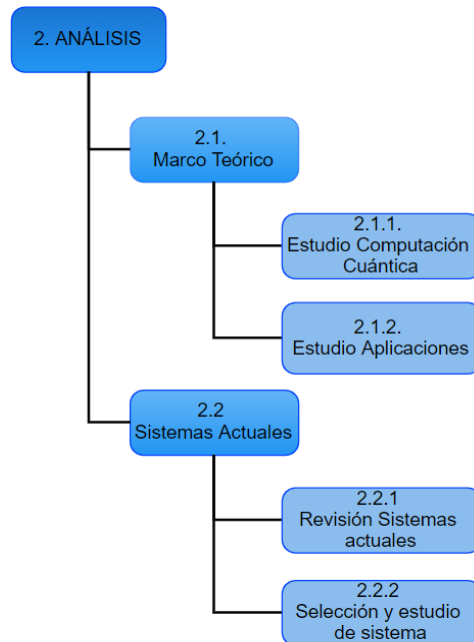 2. ANÁLISIS
2.1.
Marco Teórico
2.1.1.
Estudio Computación
Cuántica
2.1.2.
Estudio Aplicaciones
2.2
Sistemas Actuales
2.2.1
Revisión Sistemas
actuales
2.2.2
Selección y estudio
de sistema